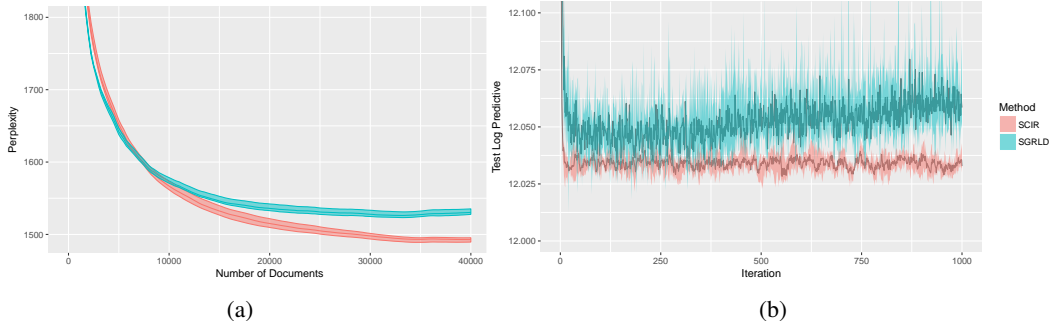 1800
1700
1600
1500
Perplexity
0
10000
20000
30000
40000
Number of Documents
(a)
12.100
12.075
12.050
12.025
12.000
Test Log Predictive
0
250
500
750
1000
Iteration
(b)
Method
SCIR
SGRLD